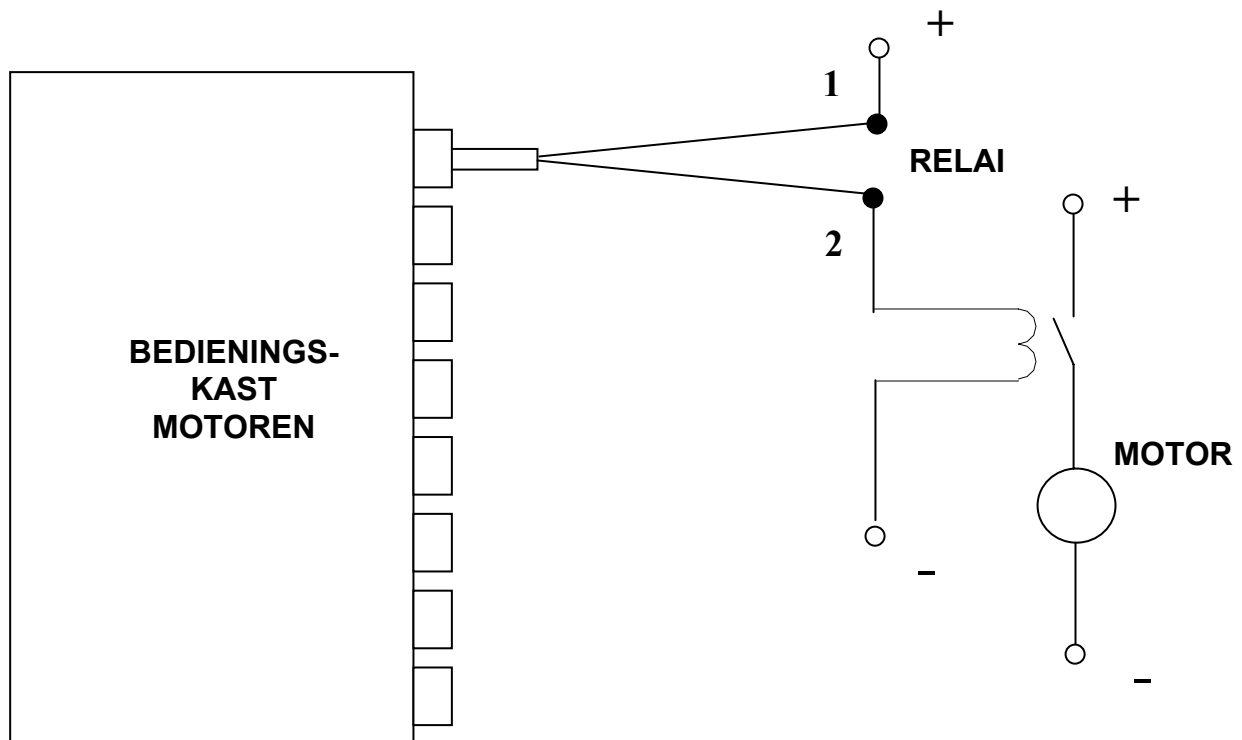 +
1
RELAI
+
2
BEDIENINGS-
KAST
MOTOREN
MOTOR
-
-